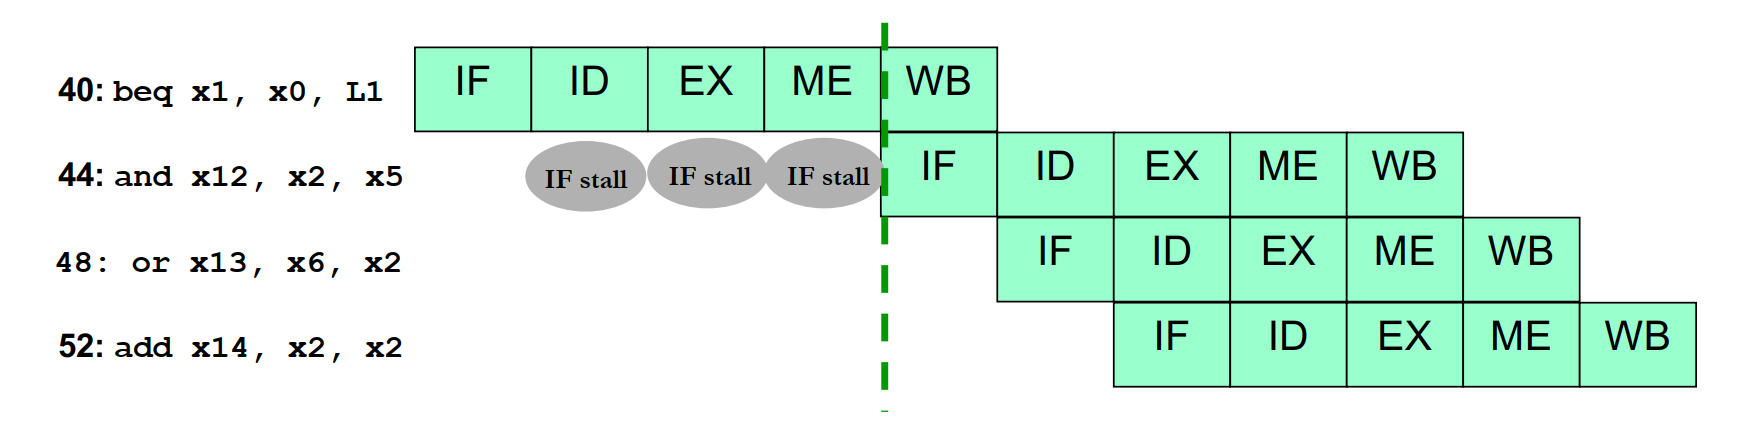 40: beq x1, x0, L1 IF ID EX ME WB
44: and x12, x2, x5 IF stall IF stall IF stall IF ID EX ME WB
48: or x13, x6, x2 IF ID EX ME WB
52: add x14, x2, x2 IF ID EX ME WB